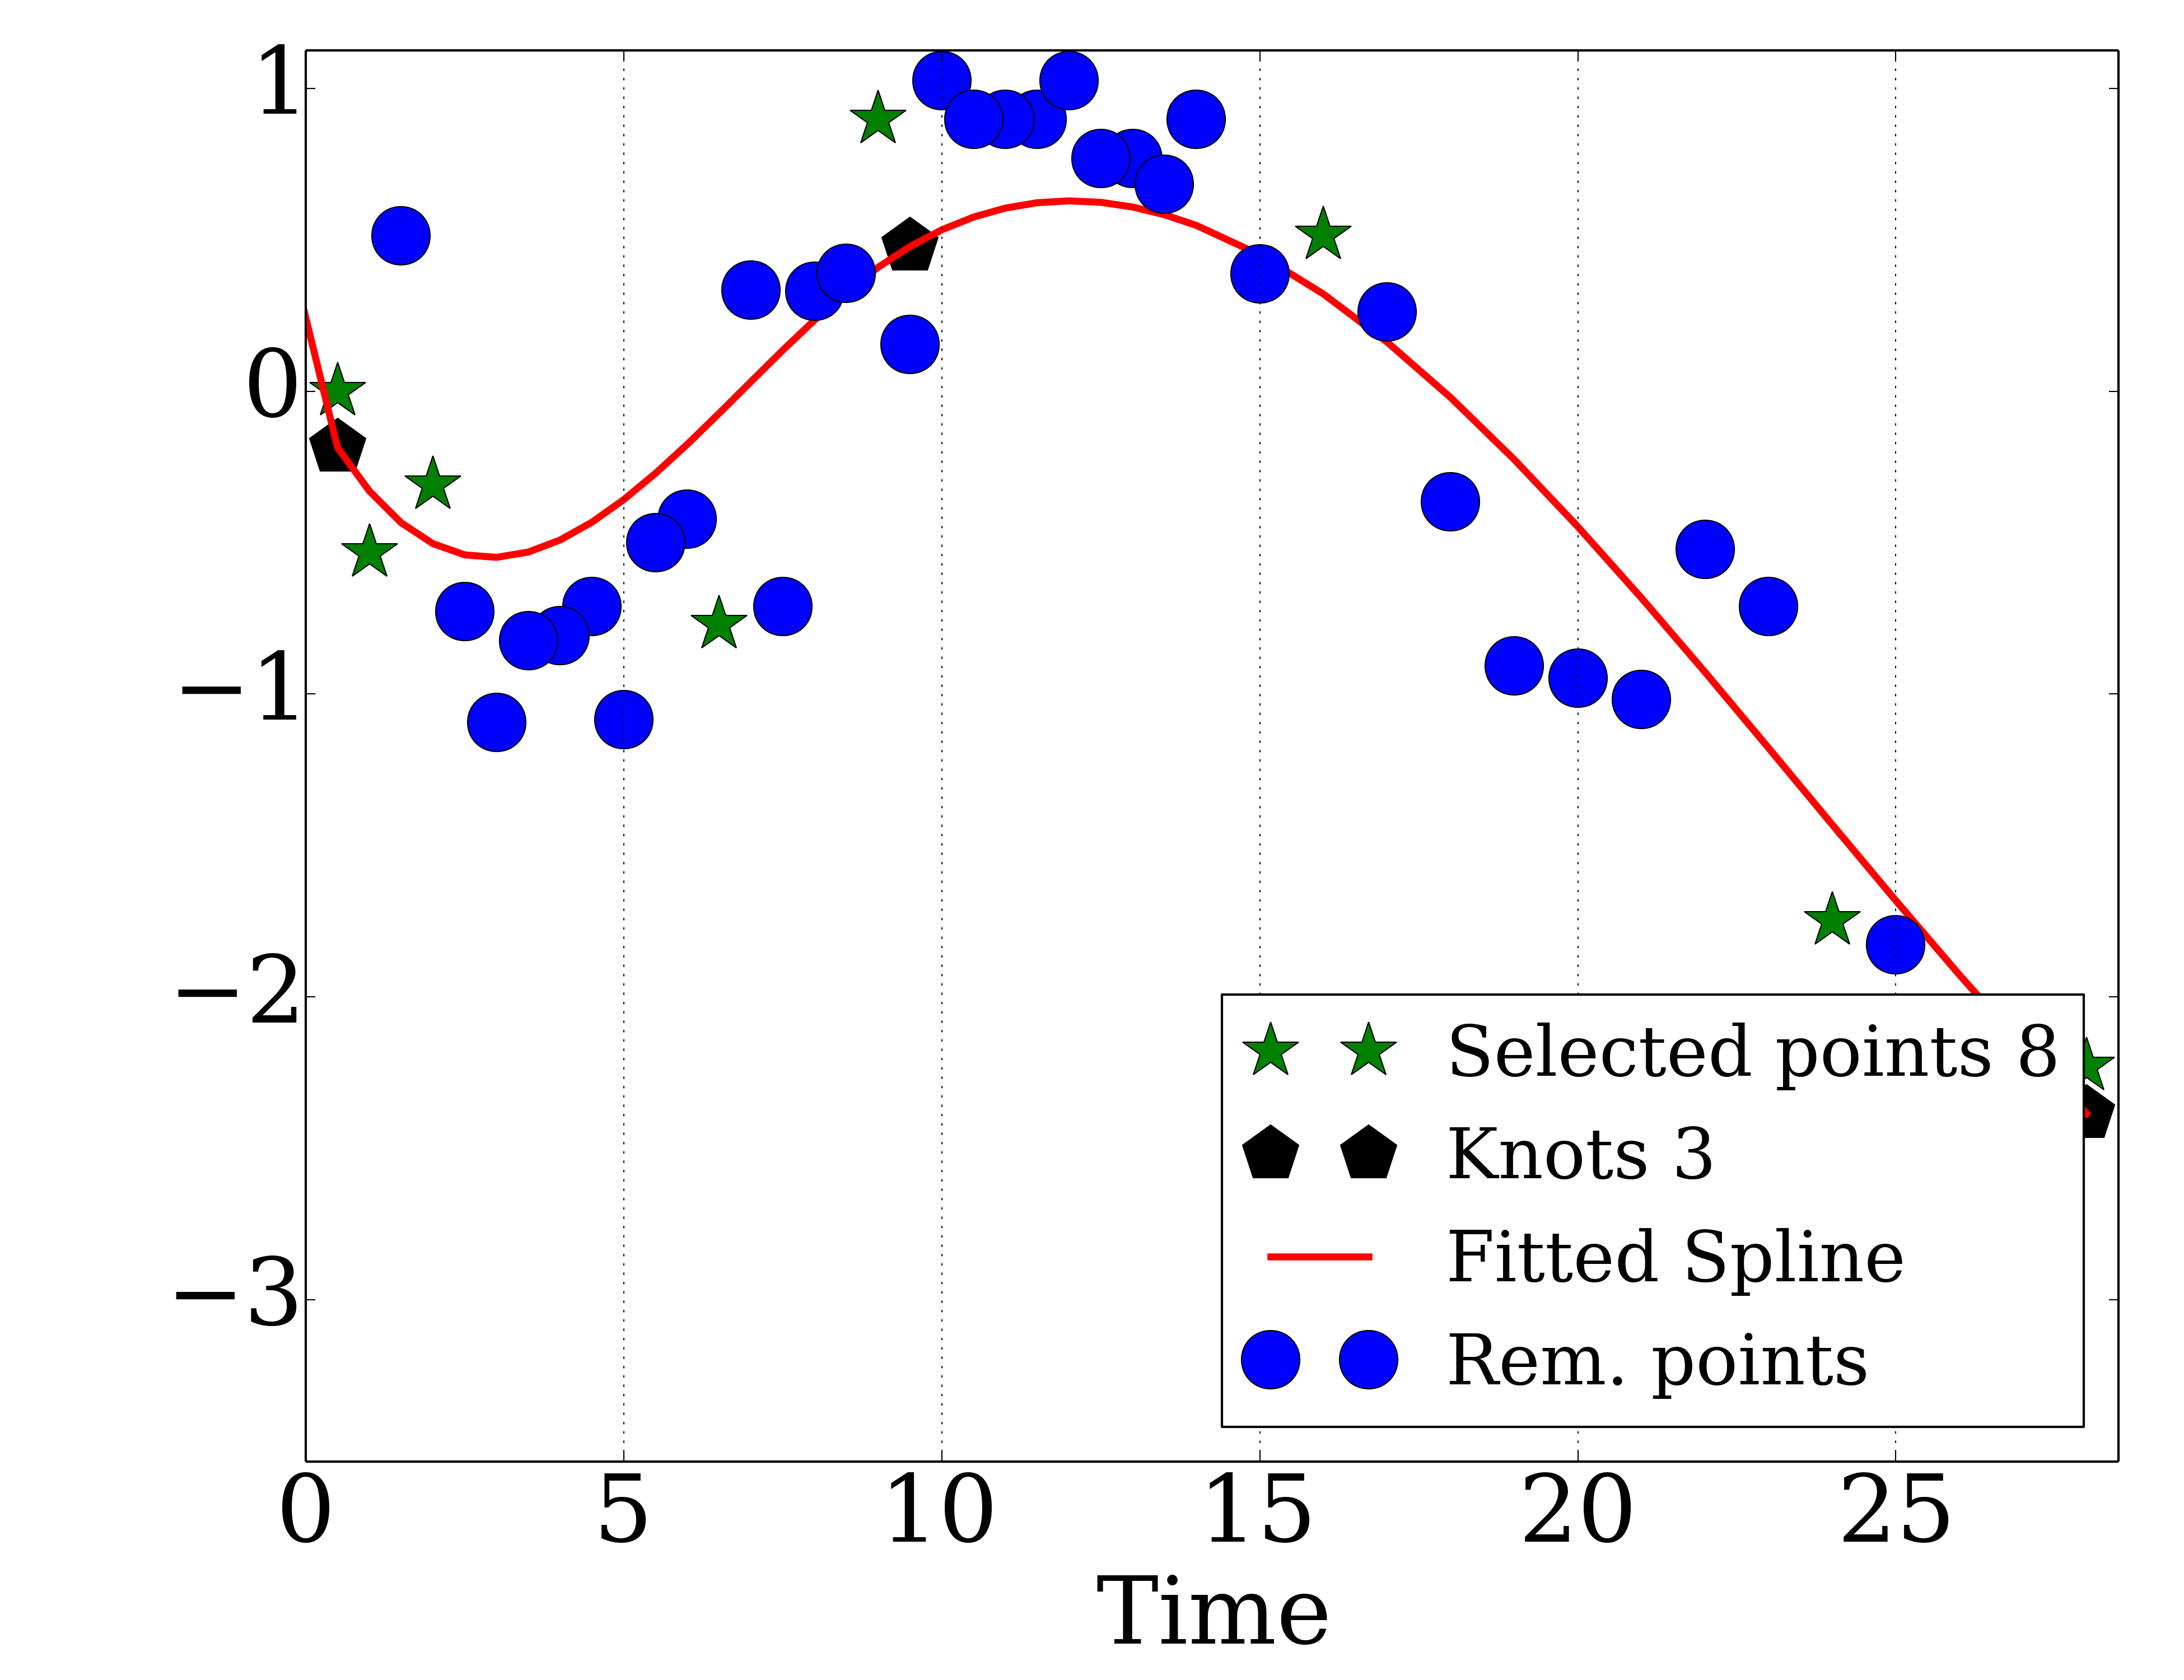 1
0
−1
−2
−3
Selected points 8
Knots 3
Fitted Spline
Rem. points
0 5 10 15 20 25
Time